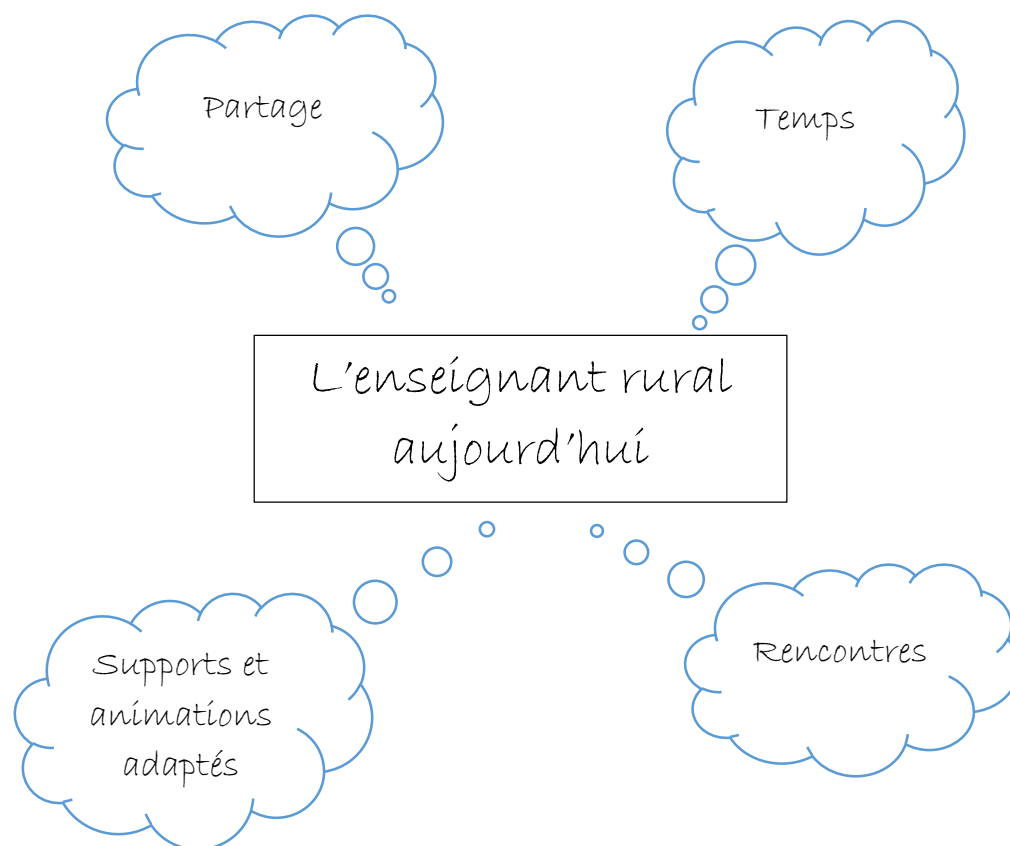 Partage
Temps
L'enseignant rural
aujourd'hui
Supports et
animations
adaptés
Rencontres